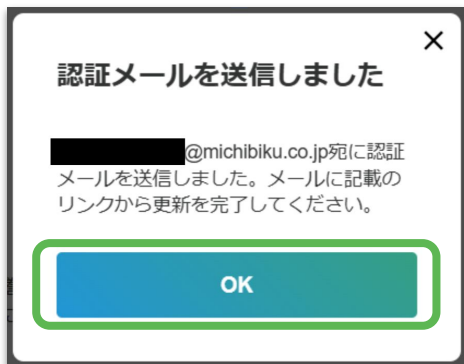 認証メールを送信しました
@michibiku.co.jp宛に認証
メールを送信しました。メールに記載の
リンクから更新を完了してください。
OK